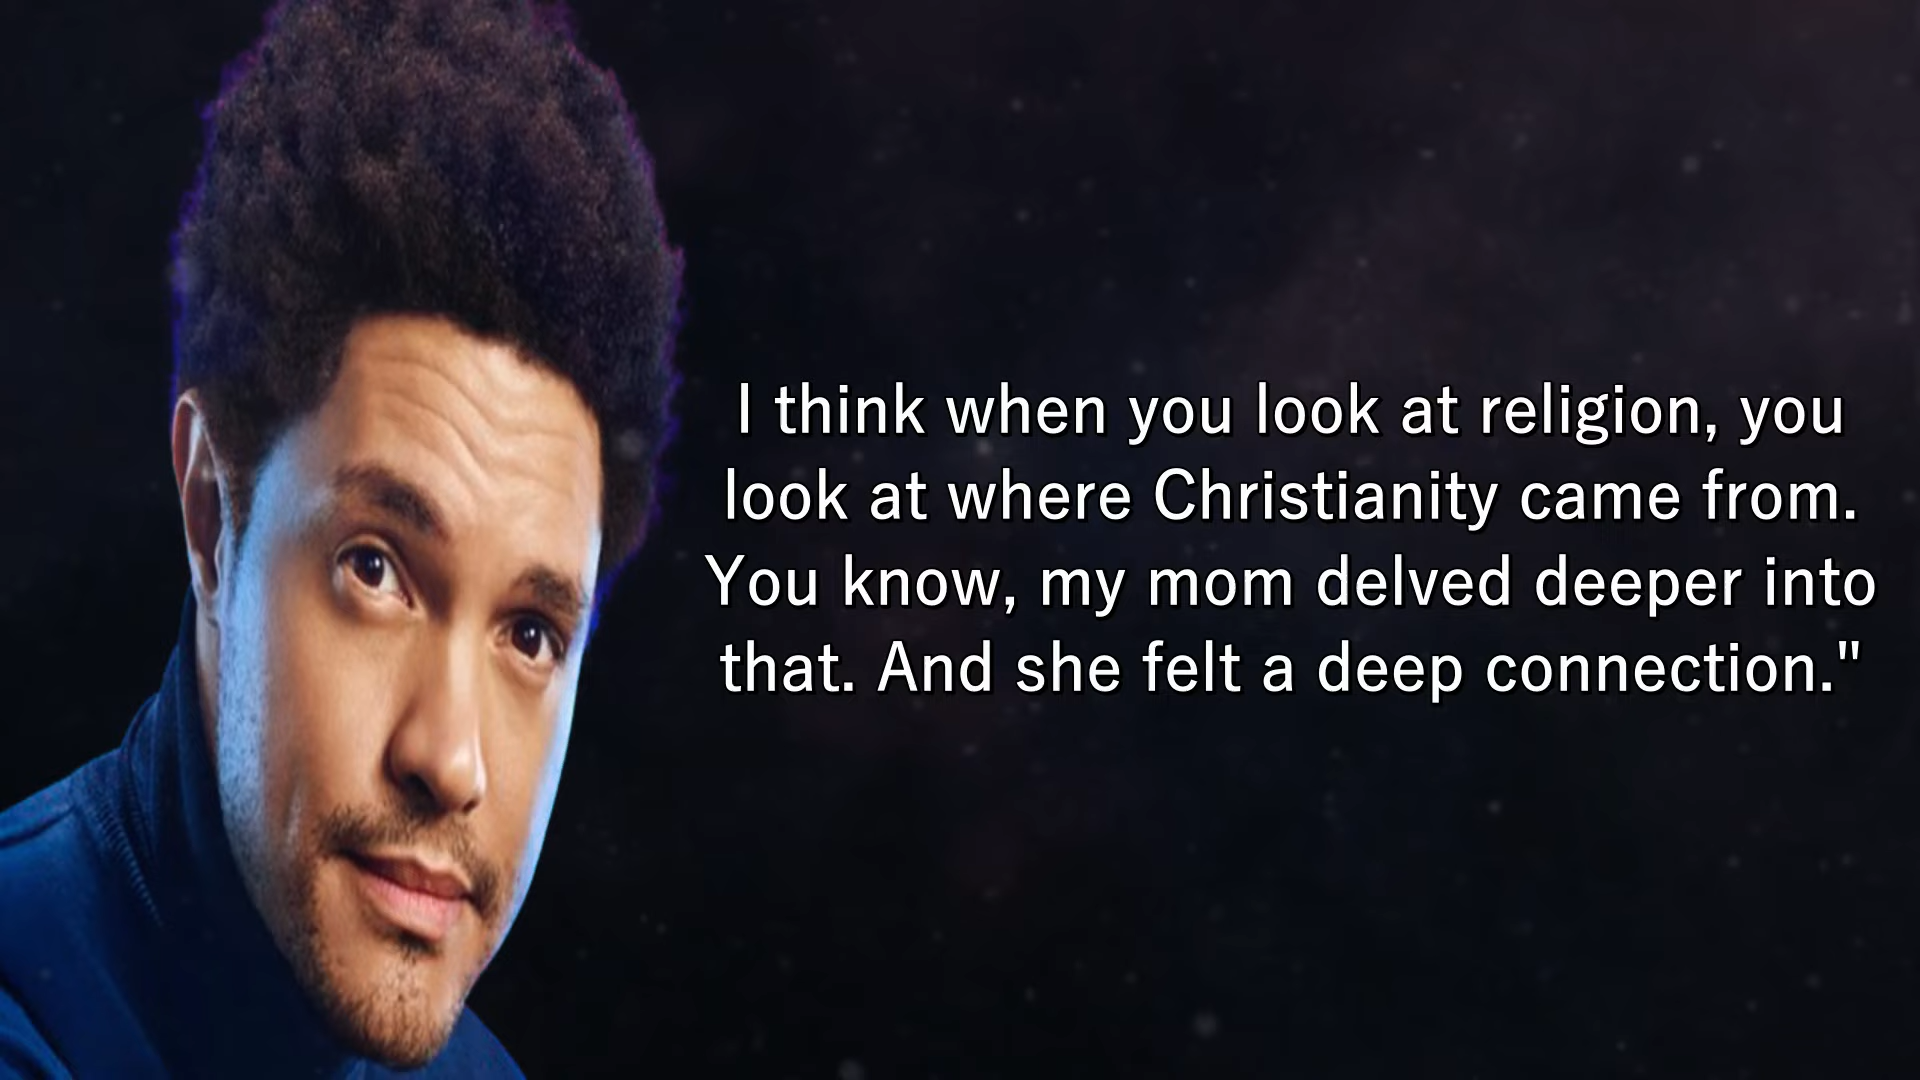 I think when you look at religion, you
look at where Christianity came from.
You know, my mom delved deeper into
that. And she felt a deep connection."